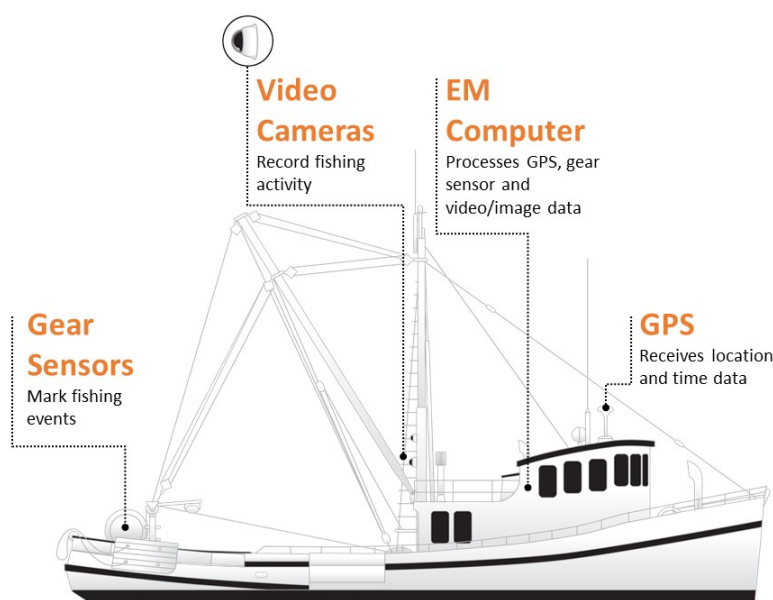 Video
Cameras
Record fishing
activity
EM
Computer
Processes GPS, gear
sensor and
video/image data
Gear
Sensors
Mark fishing
events
GPS
Receives location
and time data